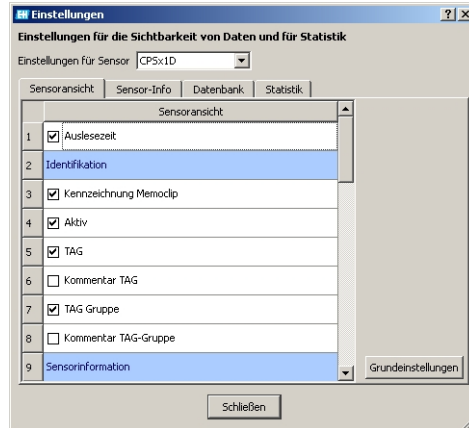 Einstellungen
Einstellungen für die Sichtbarkeit von Daten und für Statistik
Einstellungen für Sensor CPSx1D
Sensoransicht Sensor-Info Datenbank Statistik
Sensoransicht
1 Auslesezeit
2 Identifikation
3 Kennzeichnung Memoclip
4 Aktiv
5 TAG
6 Kommentar TAG
7 TAG Gruppe
8 Kommentar TAG-Gruppe
9 Sensorinformation
Grundeinstellungen
Schließen